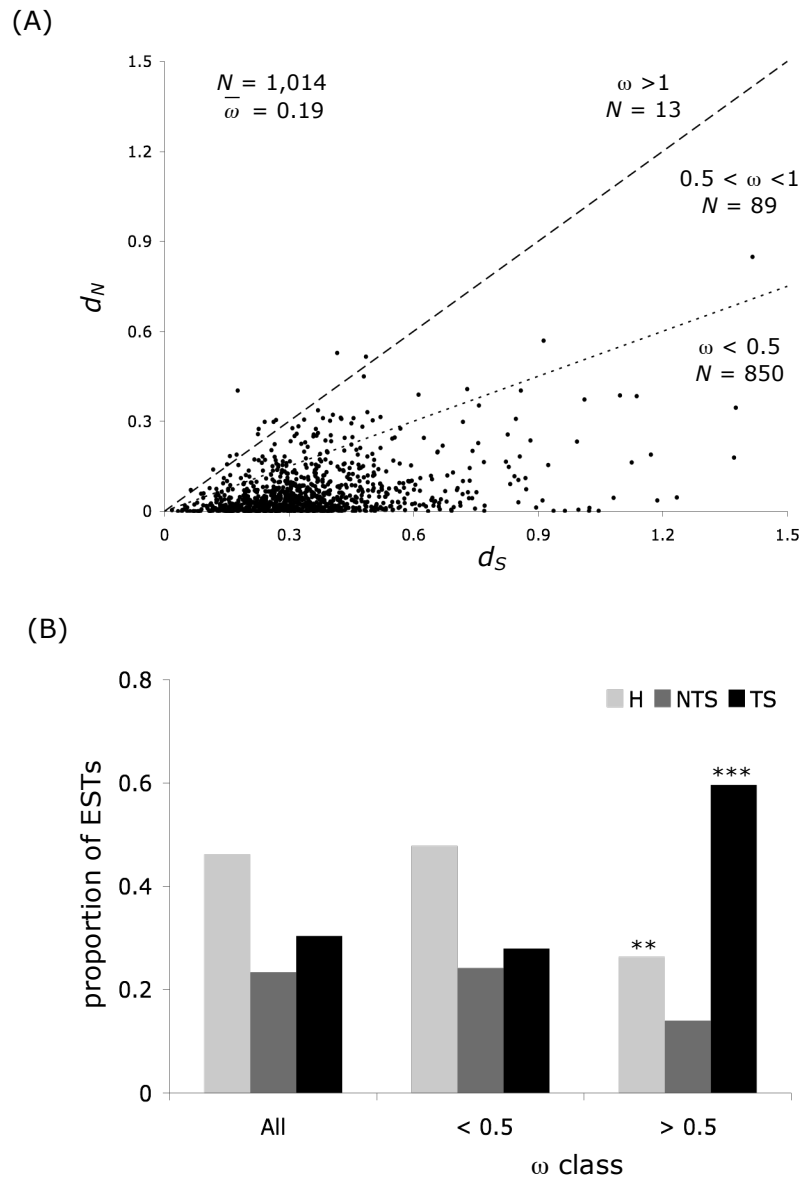 (A)
1.5
1.2
0.9
0.6
0.3
0
N = 1,014
ω = 0.19
ω >1
N = 13
0.5 < ω <1
N = 89
ω < 0.5
N = 850
dN
0 0.3 0.6 0.9 1.2 1.5
dS
(B)
0.8
0.6
0.4
0.2
0
H NTS TS
***
**
proportion of ESTs
All < 0.5 > 0.5
ω class